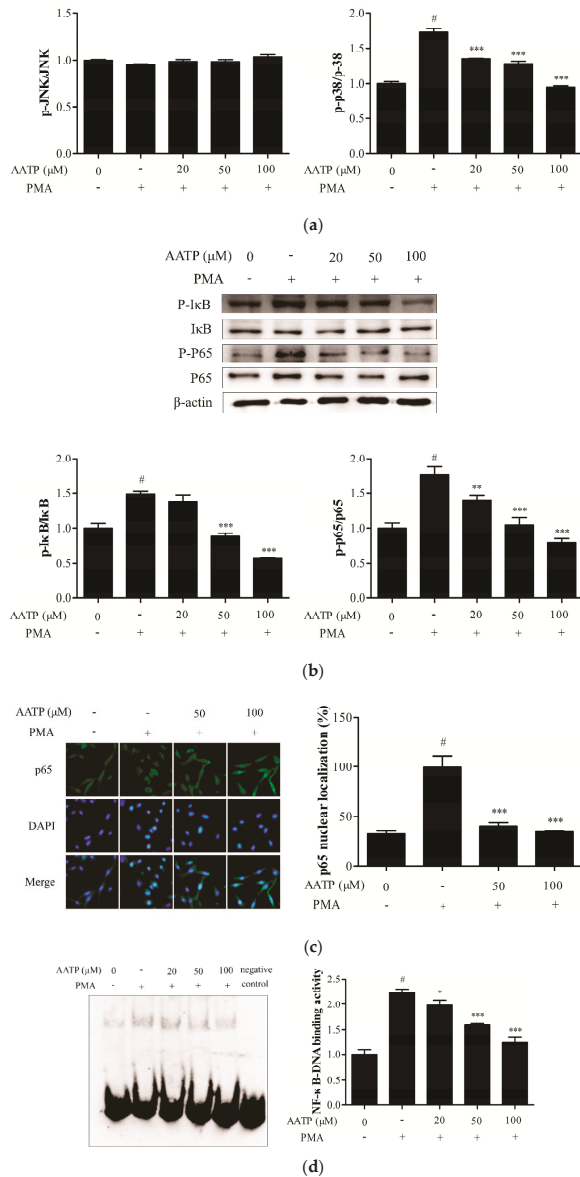 p-JNK/JNK
1.5
1.0
0.5
0.0
AATP (μM) 0 - 20 50 100
PMA - + + + +
p-p38/p-38
2.0
1.5
1.0
0.5
0.0
#
***
***
***
AATP (μM) 0 - 20 50 100
PMA - + + + +
(a)
AATP (μM) 0 - 20 50 100
PMA - + + + +
P-IκB
IκB
P-P65
P65
β-actin
p-IκB/IκB
2.0
1.5
1.0
0.5
0.0
#
***
***
AATP (μM) 0 - 20 50 100
PMA - + + + +
p-p65/p65
2.0
1.5
1.0
0.5
0.0
#
**
***
***
AATP (μM) 0 - 20 50 100
PMA - + + + +
(b)
AATP (μM) - - 50 100
PMA - + + +
p65
DAPI
Merge
p65 nuclear localization (%)
150
100
50
0
#
***
***
AATP (μM) 0 - 50 100
PMA - + + +
(c)
AATP (μM) 0 - 20 50 100 negative
PMA - + + + + control
NF-κ B-DNA binding activity
2.5
2.0
1.5
1.0
0.5
0.0
#
*
***
***
AATP (μM) 0 - 20 50 100
PMA - + + + +
(d)